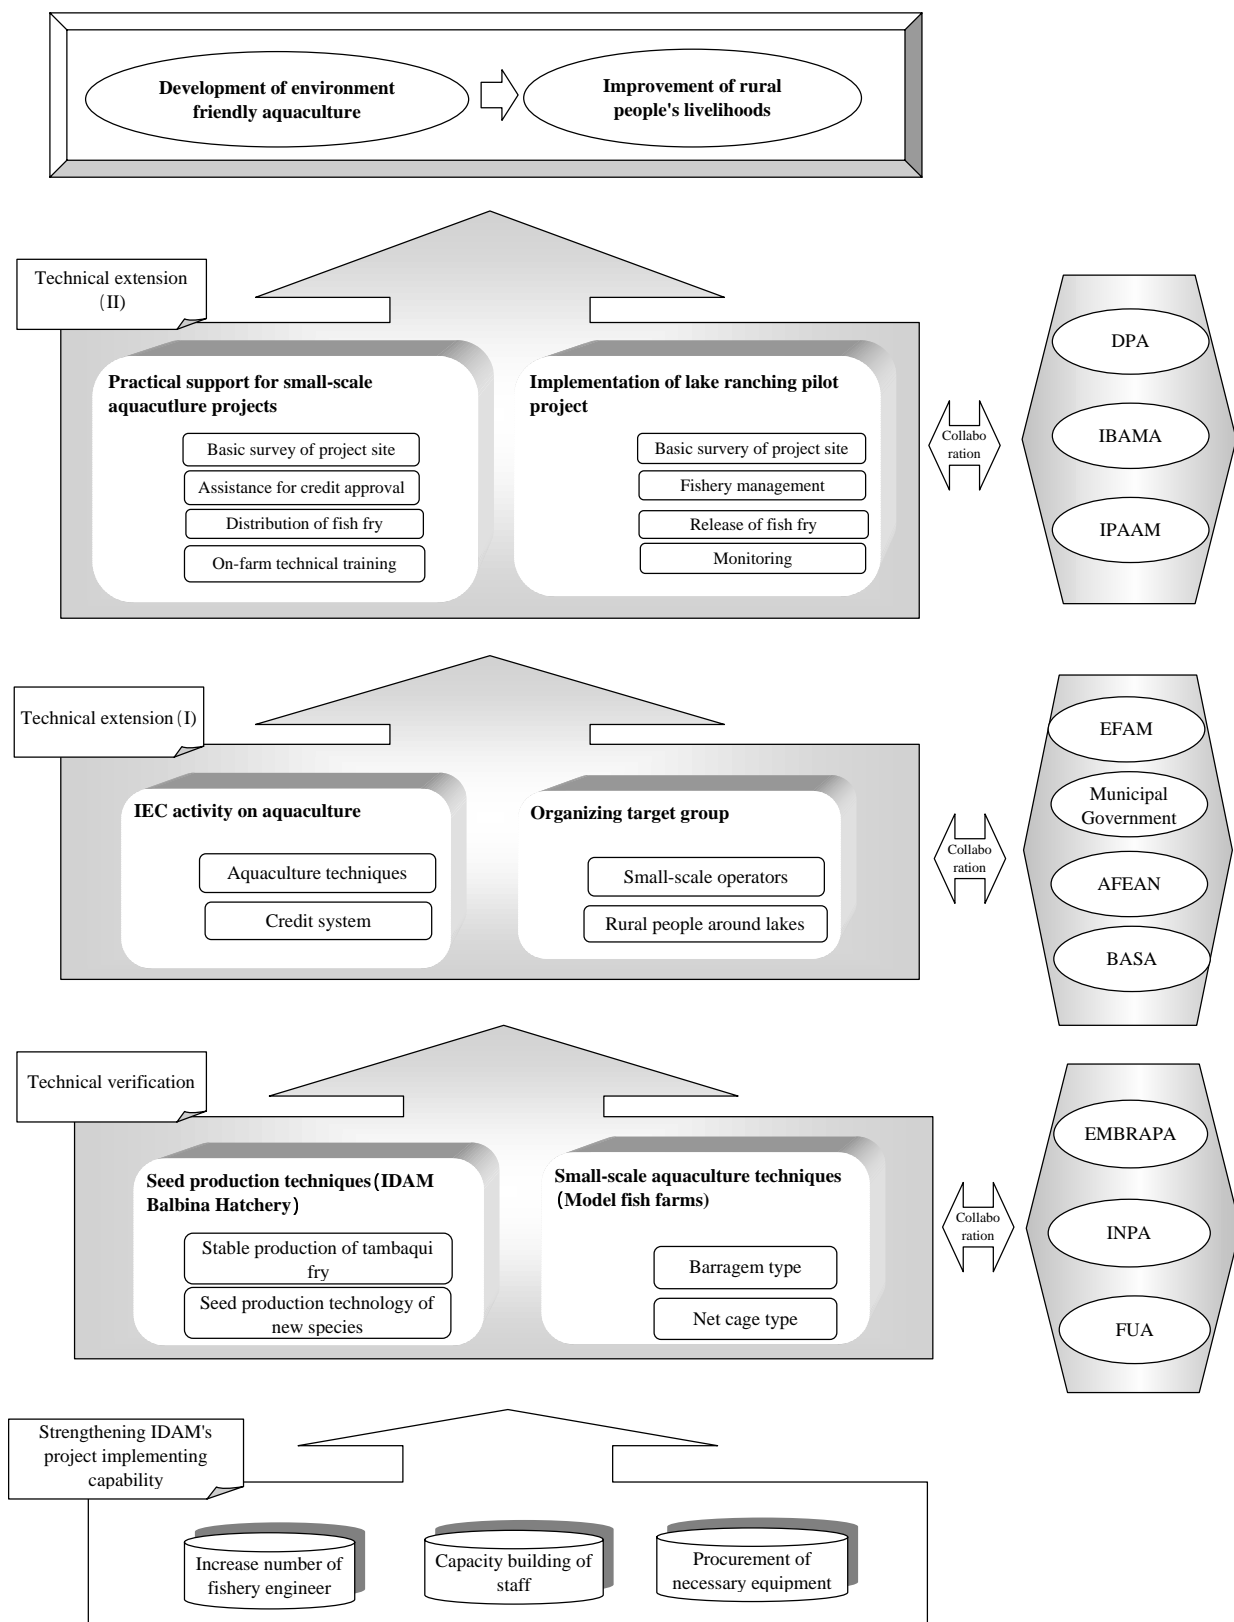 Development of environment
friendly aquaculture
Improvement of rural
people's livelihoods
Technical extension
(II)
Practical support for small-scale
aquacutlure projects
Basic survey of project site
Assistance for credit approval
Distribution of fish fry
On-farm technical training
Implementation of lake ranching pilot
project
Basic survery of project site
Fishery management
Release of fish fry
Monitoring
Collabo
ration
DPA
IBAMA
IPAAM
Technical extension (I)
IEC activity on aquaculture
Aquaculture techniques
Credit system
Organizing target group
Small-scale operators
Rural people around lakes
Collabo
ration
EFAM
Municipal
Government
AFEAN
BASA
Technical verification
Seed production techniques (IDAM
Balbina Hatchery)
Stable production of tambaqui
fry
Seed production technology of
new species
Small-scale aquaculture techniques
(Model fish farms)
Barragem type
Net cage type
Collabo
ration
EMBRAPA
INPA
FUA
Strengthening IDAM's
project implementing
capability
Increase number of
fishery engineer
Capacity building of
staff
Procurement of
necessary equipment